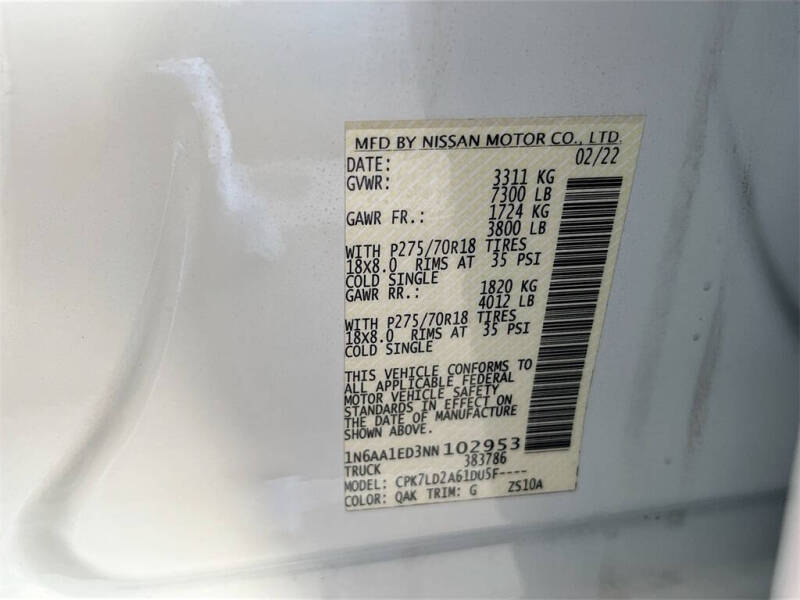 MFD BY NISSAN MOTOR CO., LTD.
DATE: 02/22
GVWR: 3311 KG
7300 LB
GAWR FR.: 1724 KG
3800 LB
WITH P275/70R18 TIRES
18X8.0 RIMS AT 35 PSI
COLD SINGLE
GAWR RR.: 1820 KG
4012 LB
WITH P275/70R18 TIRES
18X8.0 RIMS AT 35 PSI
COLD SINGLE
THIS VEHICLE CONFORMS TO
ALL APPLICABLE FEDERAL
MOTOR VEHICLE SAFETY
STANDARDS IN EFFECT ON
THE DATE OF MANUFACTURE
SHOWN ABOVE.
1N6AA1ED3NN102953
TRUCK 383786
MODEL: CPK7LD2A61DU5F----
COLOR: QAK TRIM: G ZS10A